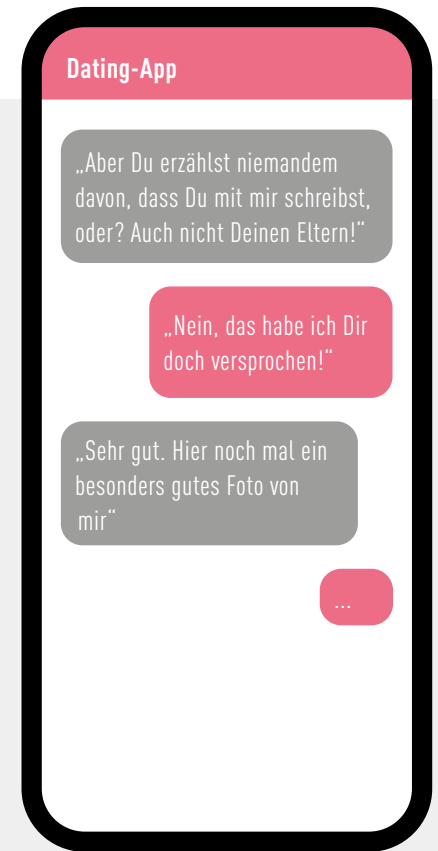 Dating-App
„Aber Du erzählst niemandem
davon, dass Du mit mir schreibst,
oder? Auch nicht Deinen Eltern!“
„Nein, das habe ich Dir
doch versprochen!“
„Sehr gut. Hier noch mal ein
besonders gutes Foto von
mir“
...